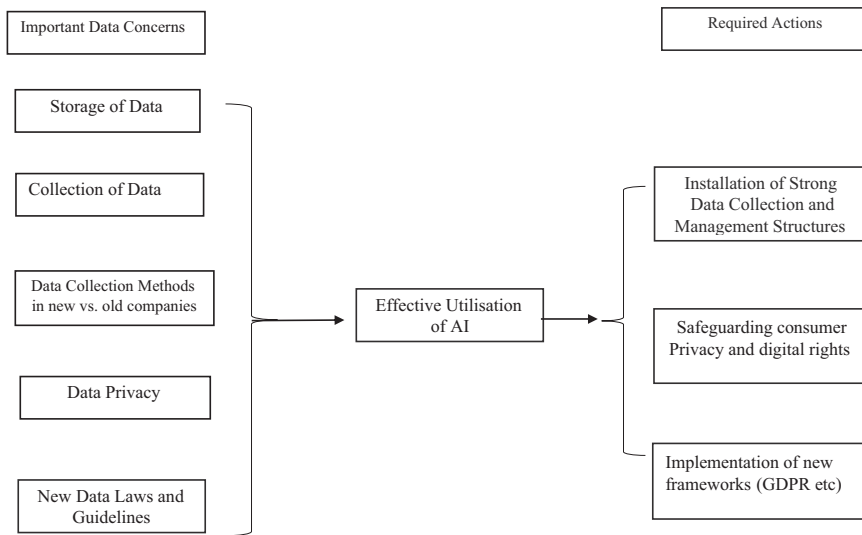 Important Data Concerns
Required Actions
Storage of Data
Collection of Data
Data Collection Methods
in new vs. old companies
Data Privacy
New Data Laws and
Guidelines
Effective Utilisation
of AI
Installation of Strong
Data Collection and
Management Structures
Safeguarding consumer
Privacy and digital rights
Implementation of new
frameworks (GDPR etc)